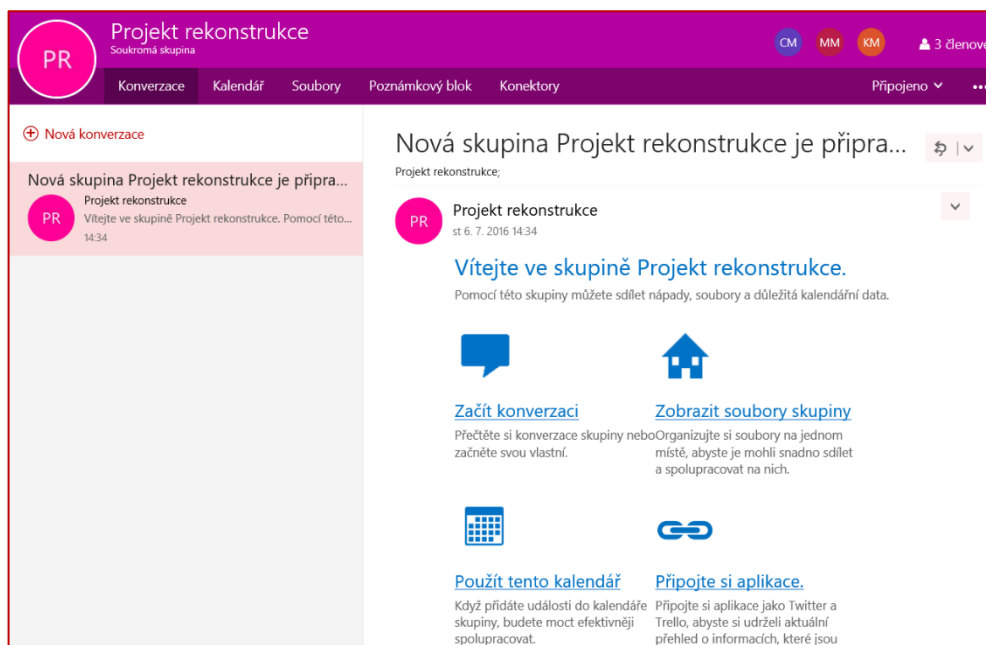 PR
Projekt rekonstrukce
Soukromá skupina
CM MM KM 3 členové
Konverzace Kalendář Soubory Poznámkový blok Konektory Připojeno
Nová konverzace
Nová skupina Projekt rekonstrukce je připra...
PR
Projekt rekonstrukce
Vítejte ve skupině Projekt rekonstrukce. Pomocí této...
14:34
Nová skupina Projekt rekonstrukce je připra...
Projekt rekonstrukce;
PR
Projekt rekonstrukce
st 6. 7. 2016 14:34
Vítejte ve skupině Projekt rekonstrukce.
Pomocí této skupiny můžete sdílet nápady, soubory a důležitá kalendářní data.
Začít konverzaci
Přečtěte si konverzace skupiny nebo
začněte svou vlastní.
Zobrazit soubory skupiny
Organizujte si soubory na jednom
místě, abyste je mohli snadno sdílet
a spolupracovat na nich.
Použít tento kalendář
Když přidáte události do kalendáře
skupiny, budete moct efektivněji
spolupracovat.
Připojte si aplikace.
Připojte si aplikace jako Twitter a
Trello, abyste si udrželi aktuální
přehled o informacích, které jsou